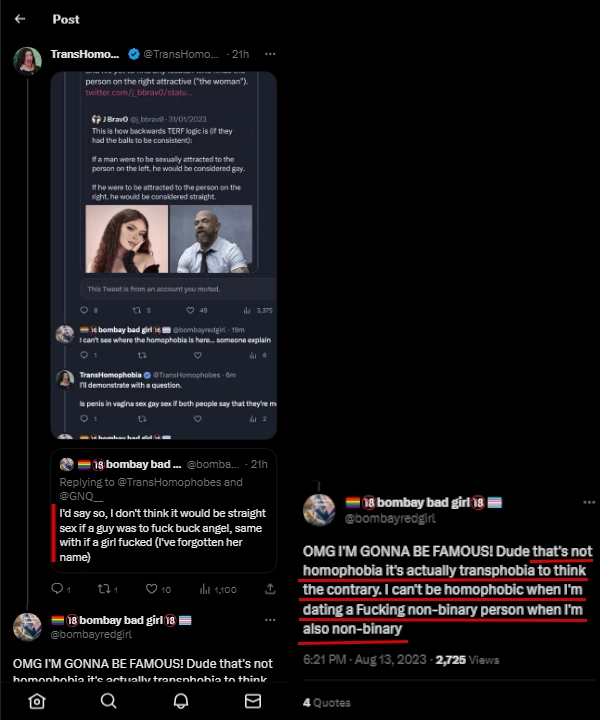 Post
TransHomo... @TransHomo... · 21h
person on the right attractive ("the woman").
twitter.com/j_bbrav0/statu...
J Brav0 @j_bbrav0 · 31/01/2023
This is how backwards TERF logic is (if they
had the balls to be consistent):
If a man were to be sexually attracted to the
person on the left, he would be considered gay.
If he were to be attracted to the person on the
right, he would be considered straight.
This Tweet is from an account you muted.
8 5 49 3,375
bombay bad girl @bombayredgirl · 19m
I can't see where the homophobia is here... someone explain
1 6
TransHomophobia @TransHomophobes · 6m
I'll demonstrate with a question.
Is penis in vagina sex gay sex if both people say that they're m
1 2
bombay bad girl
18 bombay bad ... @bomba... · 21h
Replying to @TransHomophobes and
@GNQ__
I'd say so, I don't think it would be straight
sex if a guy was to fuck buck angel, same
with if a girl fucked (I've forgotten her
name)
1 1 10 1,100
18 bombay bad girl 18
@bombayredgirl
OMG I'M GONNA BE FAMOUS! Dude that's not
homophobia it's actually transphobia to think
18 bombay bad girl 18
@bombayredgirl
OMG I'M GONNA BE FAMOUS! Dude that's not
homophobia it's actually transphobia to think
the contrary. I can't be homophobic when I'm
dating a Fucking non-binary person when I'm
also non-binary
6:21 PM · Aug 13, 2023 · 2,725 Views
4 Quotes